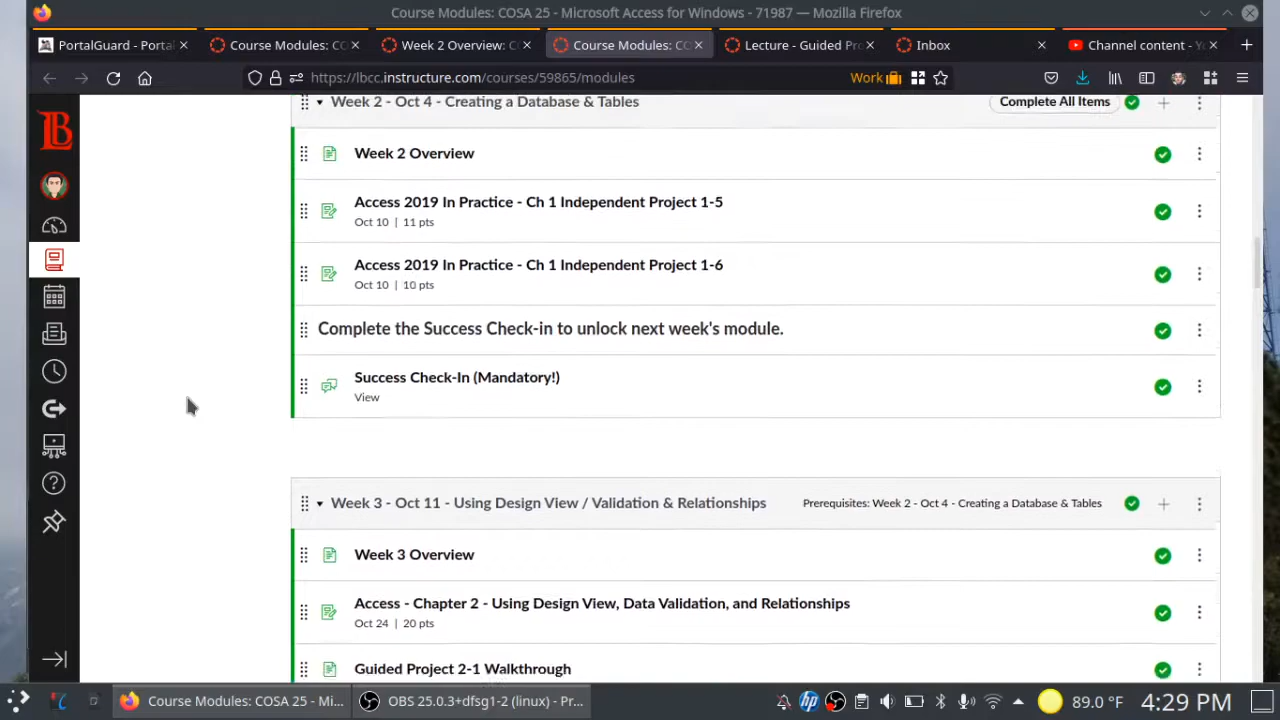 Course Modules: COSA 25 - Microsoft Access for Windows - 71987 — Mozilla Firefox
PortalGuard - Porta
Course Modules: CO
Week 2 Overview: C
Course Modules: CO
Lecture - Guided Pro
Inbox
Channel content - Yo
https://lbcc.instructure.com/courses/59865/modules
Work
Week 2 - Oct 4 - Creating a Database & Tables
Complete All Items
Week 2 Overview
Access 2019 In Practice - Ch 1 Independent Project 1-5
Oct 10 | 11 pts
Access 2019 In Practice - Ch 1 Independent Project 1-6
Oct 10 | 10 pts
Complete the Success Check-in to unlock next week's module.
Success Check-In (Mandatory!)
View
Week 3 - Oct 11 - Using Design View / Validation & Relationships
Prerequisites: Week 2 - Oct 4 - Creating a Database & Tables
Week 3 Overview
Access - Chapter 2 - Using Design View, Data Validation, and Relationships
Oct 24 | 20 pts
Guided Project 2-1 Walkthrough
Course Modules: COSA 25 - Mi...
OBS 25.0.3+dfsg1-2 (linux) - Pr...
89.0 °F
4:29 PM